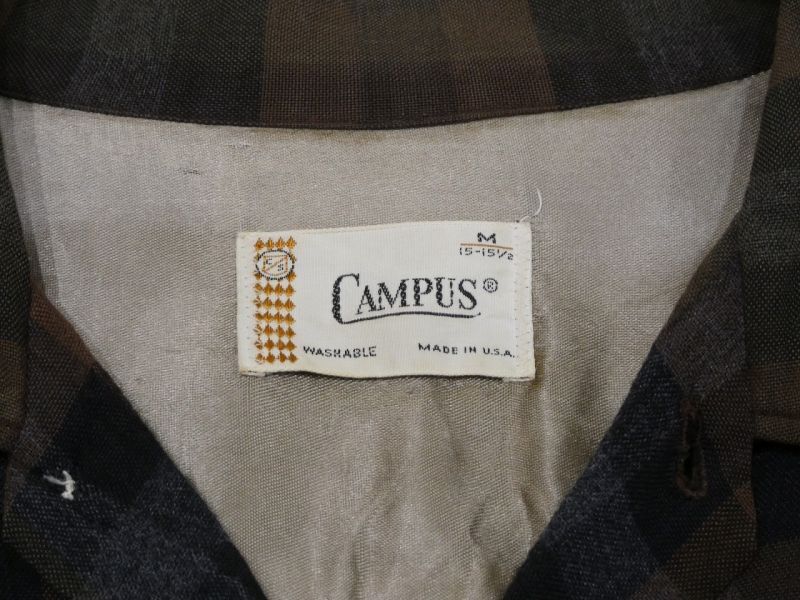 M
15-15½
CAMPUS®
WASHABLE MADE IN U.S.A.